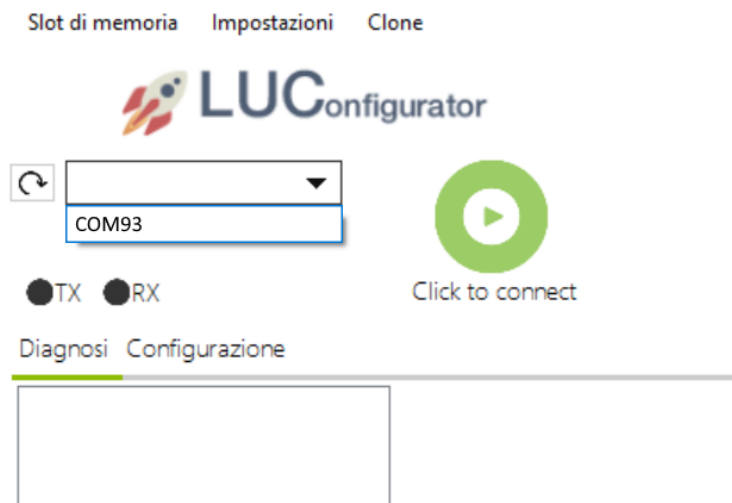 Slot di memoria Impostazioni Clone
LUConfigurator
COM93
TX RX
Click to connect
Diagnosi Configurazione